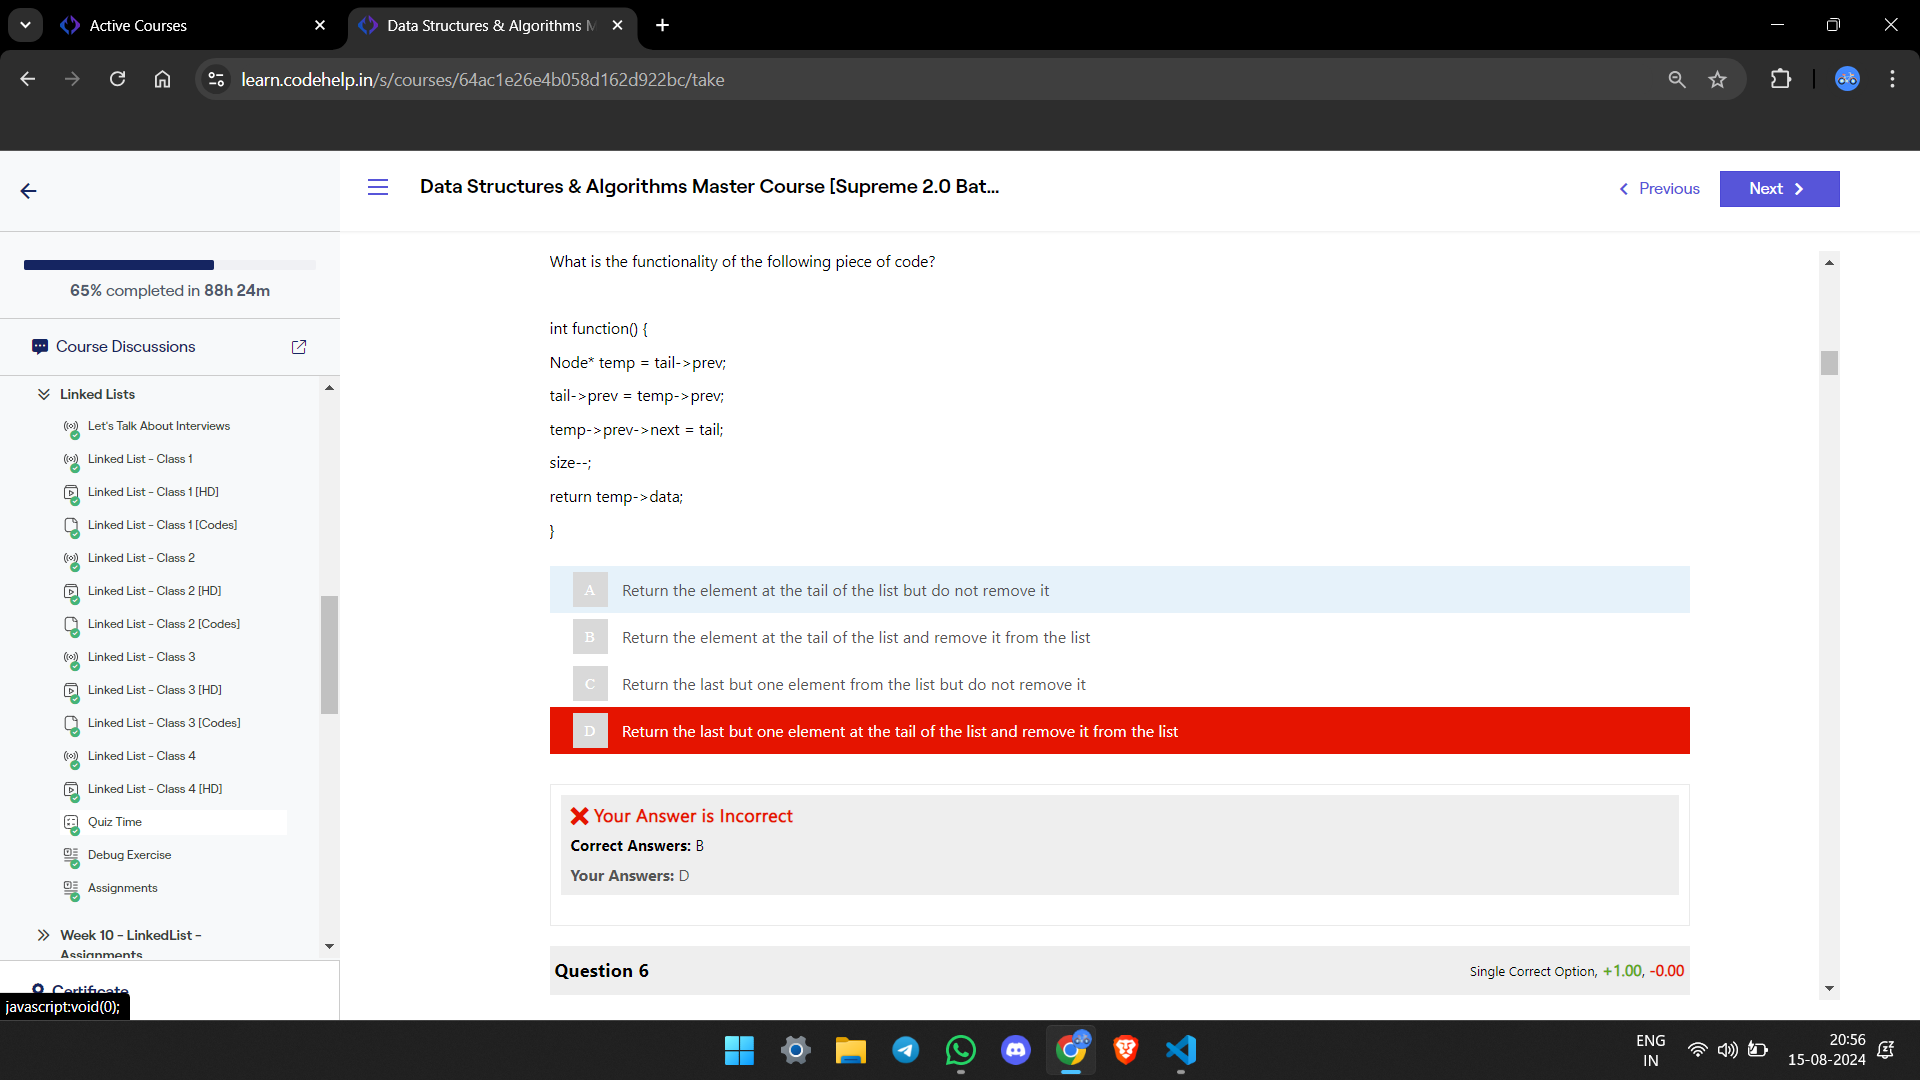 Active Courses
Data Structures & Algorithms M
learn.codehelp.in/s/courses/64ac1e26e4b058d162d922bc/take
Data Structures & Algorithms Master Course [Supreme 2.0 Bat...
Previous
Next
65% completed in 88h 24m
Course Discussions
Linked Lists
Let's Talk About Interviews
Linked List - Class 1
Linked List - Class 1 [HD]
Linked List - Class 1 [Codes]
Linked List - Class 2
Linked List - Class 2 [HD]
Linked List - Class 2 [Codes]
Linked List - Class 3
Linked List - Class 3 [HD]
Linked List - Class 3 [Codes]
Linked List - Class 4
Linked List - Class 4 [HD]
Quiz Time
Debug Exercise
Assignments
Week 10 - LinkedList -
Assignments
Certificate
javascript:void(0);
What is the functionality of the following piece of code?
int function() {
Node* temp = tail->prev;
tail->prev = temp->prev;
temp->prev->next = tail;
size--;
return temp->data;
}
A Return the element at the tail of the list but do not remove it
B Return the element at the tail of the list and remove it from the list
C Return the last but one element from the list but do not remove it
D Return the last but one element at the tail of the list and remove it from the list
Your Answer is Incorrect
Correct Answers: B
Your Answers: D
Question 6
Single Correct Option, +1.00, -0.00
ENG
IN
20:56
15-08-2024